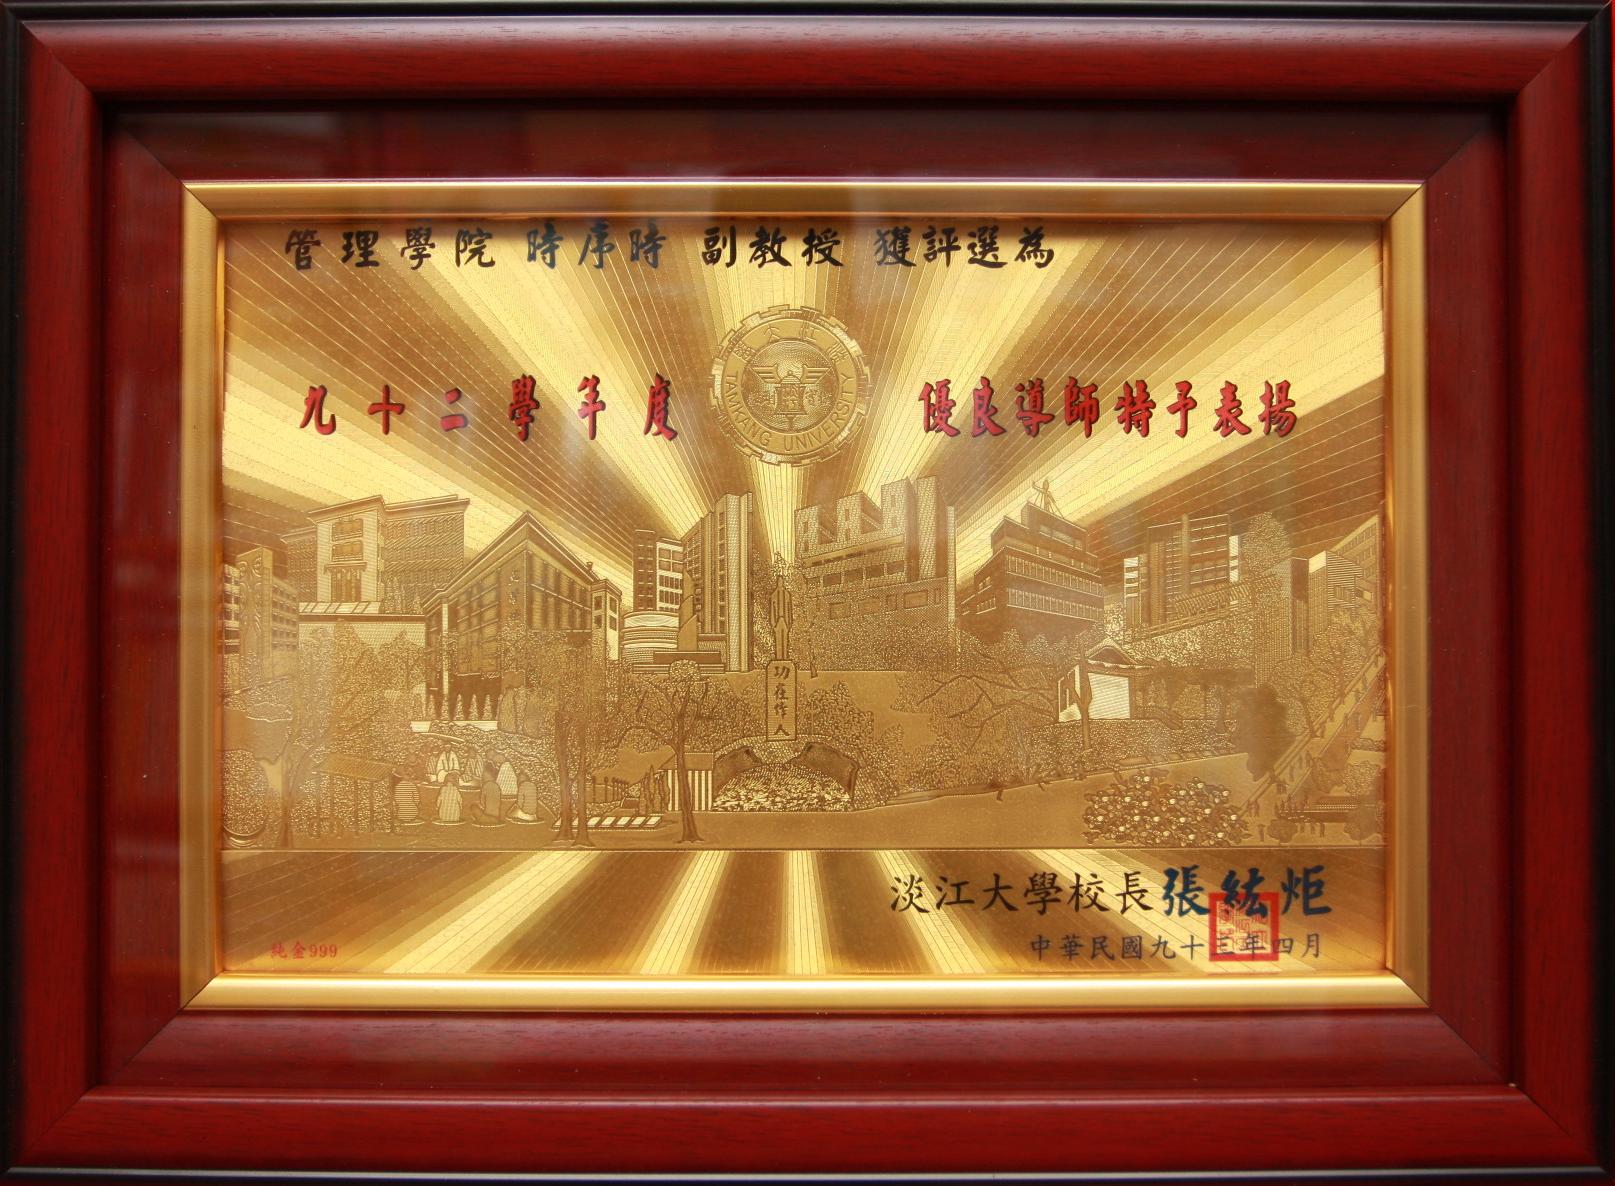 管理學院 時序時 副教授 獲評選為
淡大江
TAMKANG UNIVERSITY
九十二學年度 優良導師特予表揚
功在作人
淡江大學校長張紘炬
中華民國九十三年四月
純金999